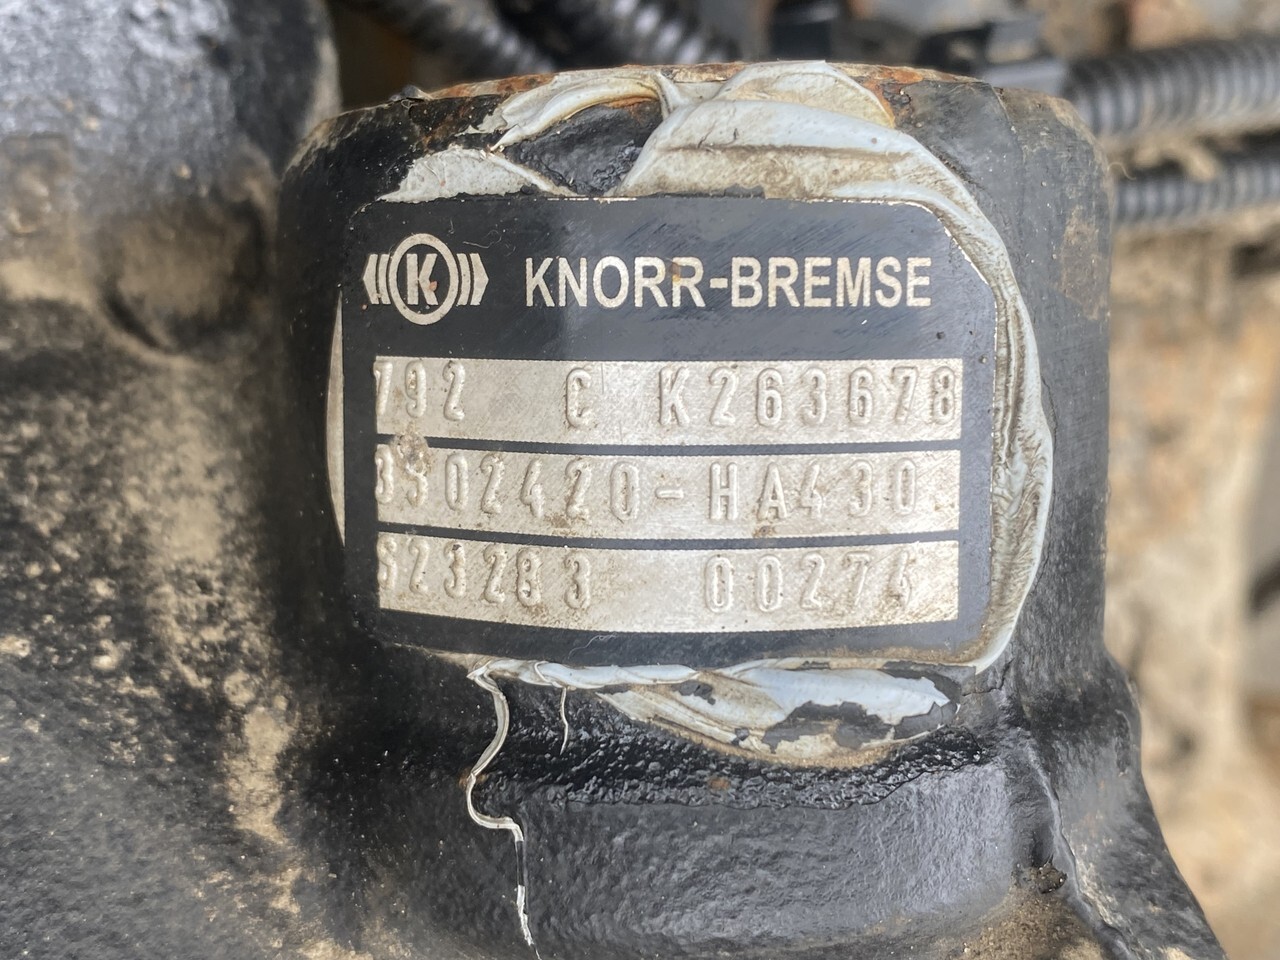 K KNORR-BREMSE
792 C K263678
3502420-HA430
S23283 00274